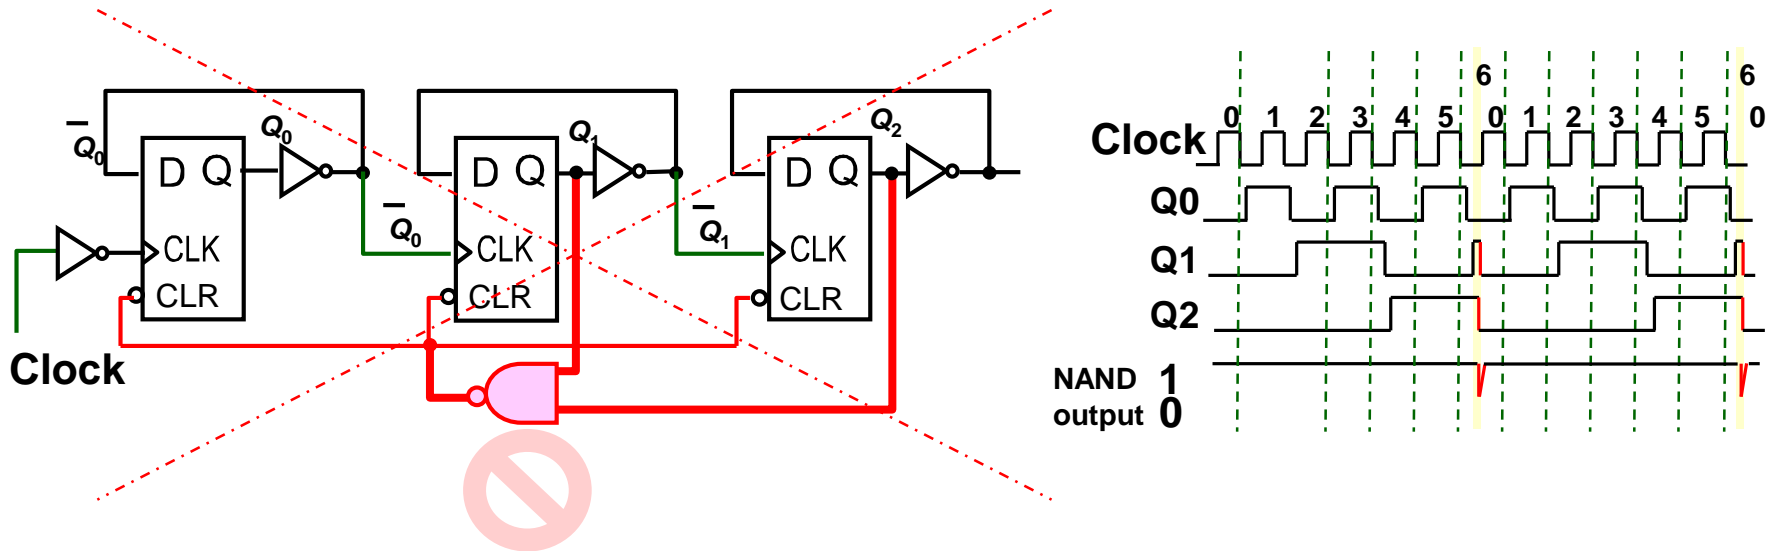 Q̅0
Q0
D Q
CLK
CLR
Clock
Q̅0
Q1
D Q
CLK
CLR
Q̅1
Q2
D Q
CLK
CLR
6 6
0 1 2 3 4 5 0 1 2 3 4 5 0
Clock
Q0
Q1
Q2
NAND 1
output 0